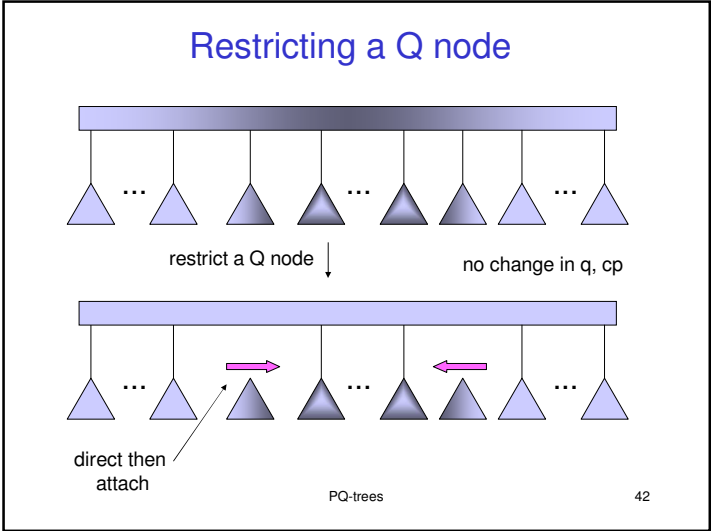 Restricting a Q node
... ... ...
restrict a Q node
no change in q, cp
... ... ...
direct then
attach
PQ-trees
42